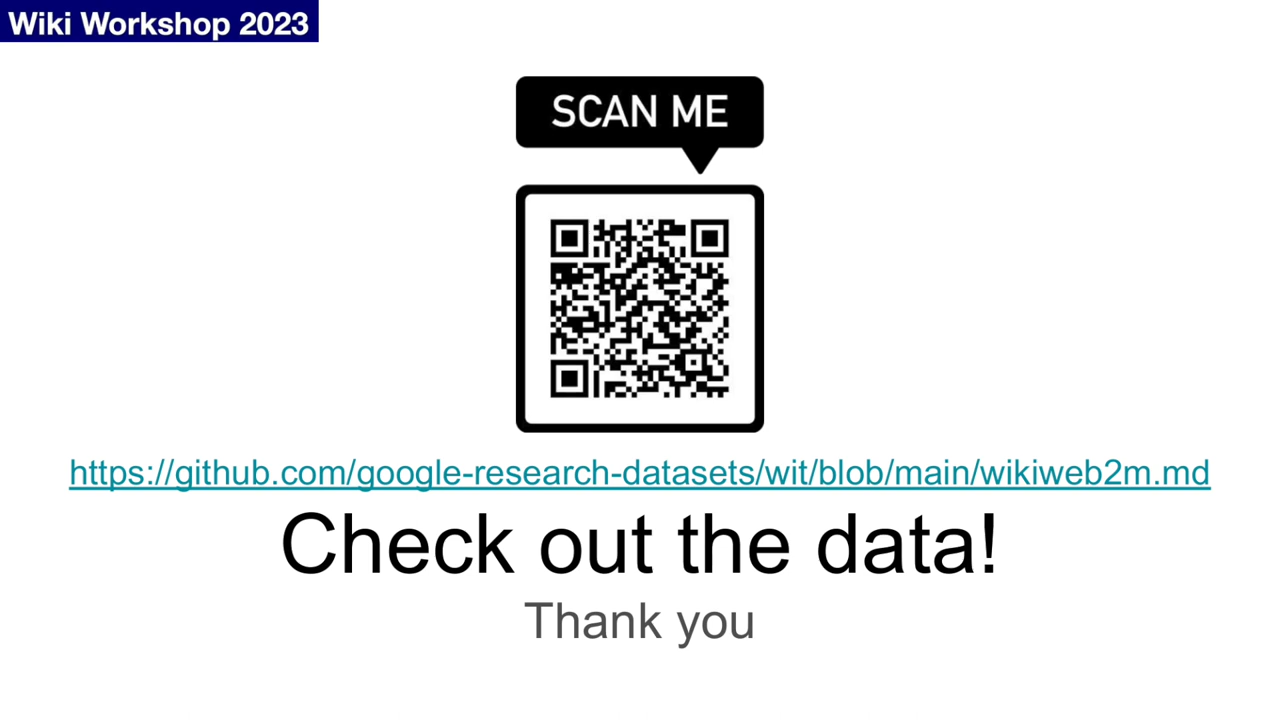 Wiki Workshop 2023
SCAN ME
https://github.com/google-research-datasets/wit/blob/main/wikiweb2m.md
Check out the data!
Thank you